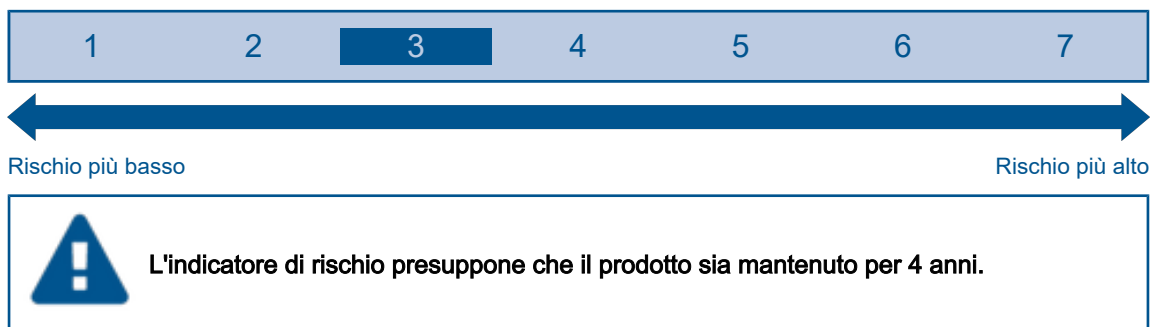 1 2 3 4 5 6 7
Rischio più basso Rischio più alto
L'indicatore di rischio presuppone che il prodotto sia mantenuto per 4 anni.